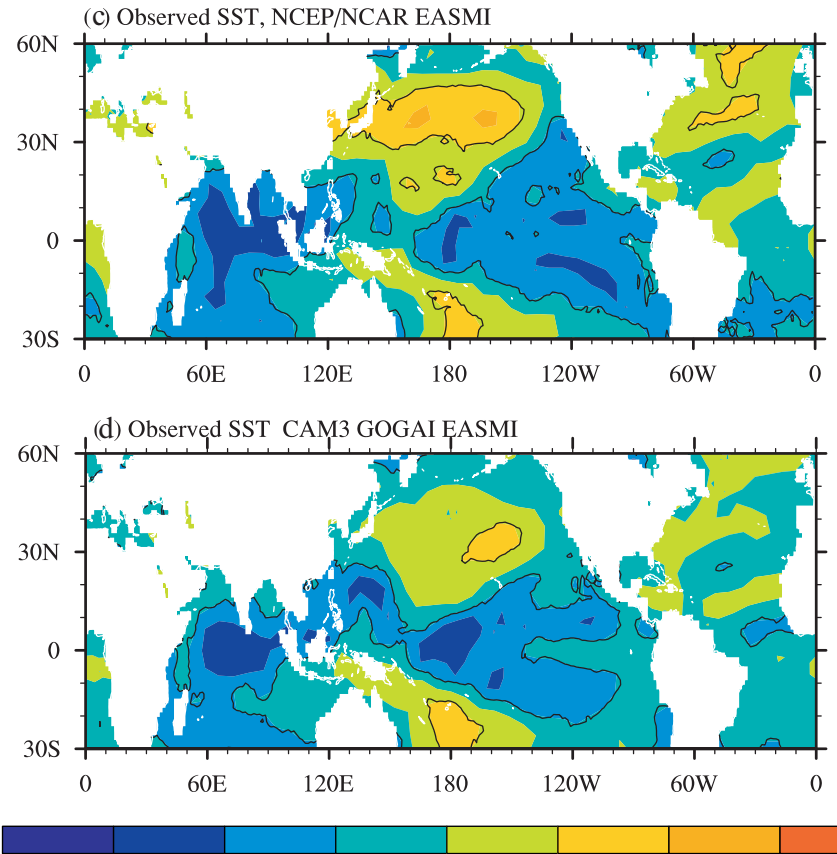 (c) Observed SST, NCEP/NCAR EASMI
60N
30N
0
30S
0 60E 120E 180 120W 60W 0
(d) Observed SST CAM3 GOGAI EASMI
60N
30N
0
30S
0 60E 120E 180 120W 60W 0